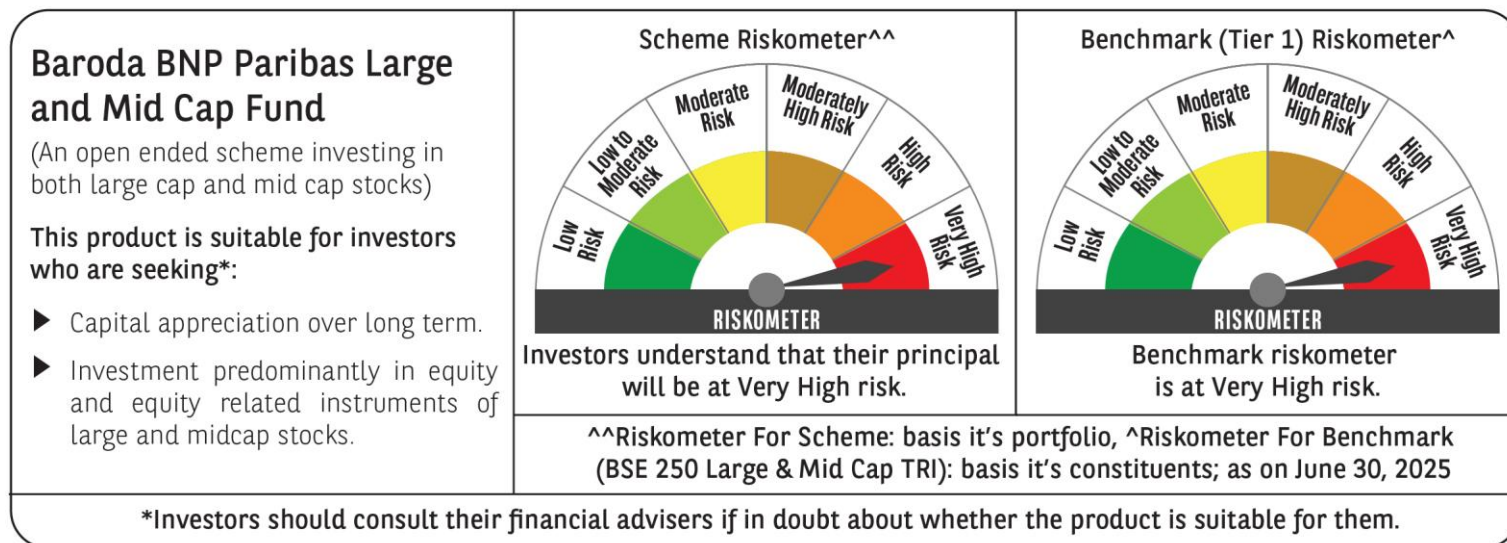 Baroda BNP Paribas Large
and Mid Cap Fund
(An open ended scheme investing in
both large cap and mid cap stocks)
This product is suitable for investors
who are seeking*:
▶ Capital appreciation over long term.
▶ Investment predominantly in equity
and equity related instruments of
large and midcap stocks.
Scheme Riskometer^^
Low
Risk
Low to
Moderate
Risk
Moderate
Risk
Moderately
High Risk
High
Risk
Very High
Risk
RISKOMETER
Investors understand that their principal
will be at Very High risk.
Benchmark (Tier 1) Riskometer^
Low
Risk
Low to
Moderate
Risk
Moderate
Risk
Moderately
High Risk
High
Risk
Very High
Risk
RISKOMETER
Benchmark riskometer
is at Very High risk.
^^Riskometer For Scheme: basis it's portfolio, ^Riskometer For Benchmark
(BSE 250 Large & Mid Cap TRI): basis it's constituents; as on June 30, 2025
*Investors should consult their financial advisers if in doubt about whether the product is suitable for them.